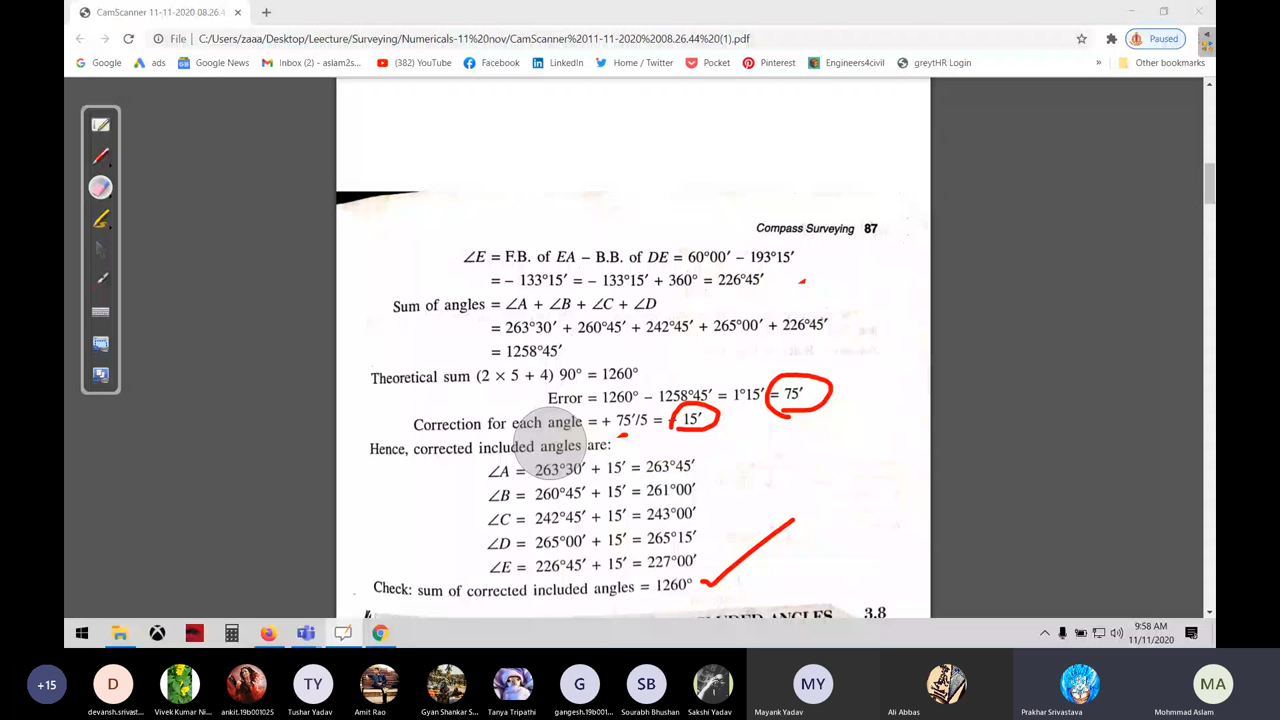 CamScanner 11-11-2020 08.26.44
File
C:/Users/zaaa/Desktop/Leecture/Surveying/Numericals-11%20nov/CamScanner%2011-11-2020%2008.26.44%20(1).pdf
Paused
Google ads Google News Inbox (2) - aslam2s... (382) YouTube Facebook LinkedIn Home / Twitter Pocket Pinterest Engineers4civil greytHR Login » Other bookmarks
Compass Surveying 87
∠E = F.B. of EA − B.B. of DE = 60°00′ − 193°15′
= − 133°15′ = − 133°15′ + 360° = 226°45′
Sum of angles = ∠A + ∠B + ∠C + ∠D
= 263°30′ + 260°45′ + 242°45′ + 265°00′ + 226°45′
= 1258°45′
Theoretical sum (2 × 5 + 4) 90° = 1260°
Error = 1260° − 1258°45′ = 1°15′ = 75′
Correction for each angle = + 75′/5 = + 15′
Hence, corrected included angles are:
∠A = 263°30′ + 15′ = 263°45′
∠B = 260°45′ + 15′ = 261°00′
∠C = 242°45′ + 15′ = 243°00′
∠D = 265°00′ + 15′ = 265°15′
∠E = 226°45′ + 15′ = 227°00′
Check: sum of corrected included angles = 1260°
ANGLES 3.8
9:58 AM
11/11/2020
+15 D TY G SB MY MA
devansh.srivast... Vivek Kumar Ni... ankit.19b001025 Tushar Yadav Amit Rao Gyan Shankar S... Tanya Tripathi gangesh.19b001... Sourabh Bhushan Sakshi Yadav Mayank Yadav Ali Abbas Prakhar Srivastava Mohmmad Aslam